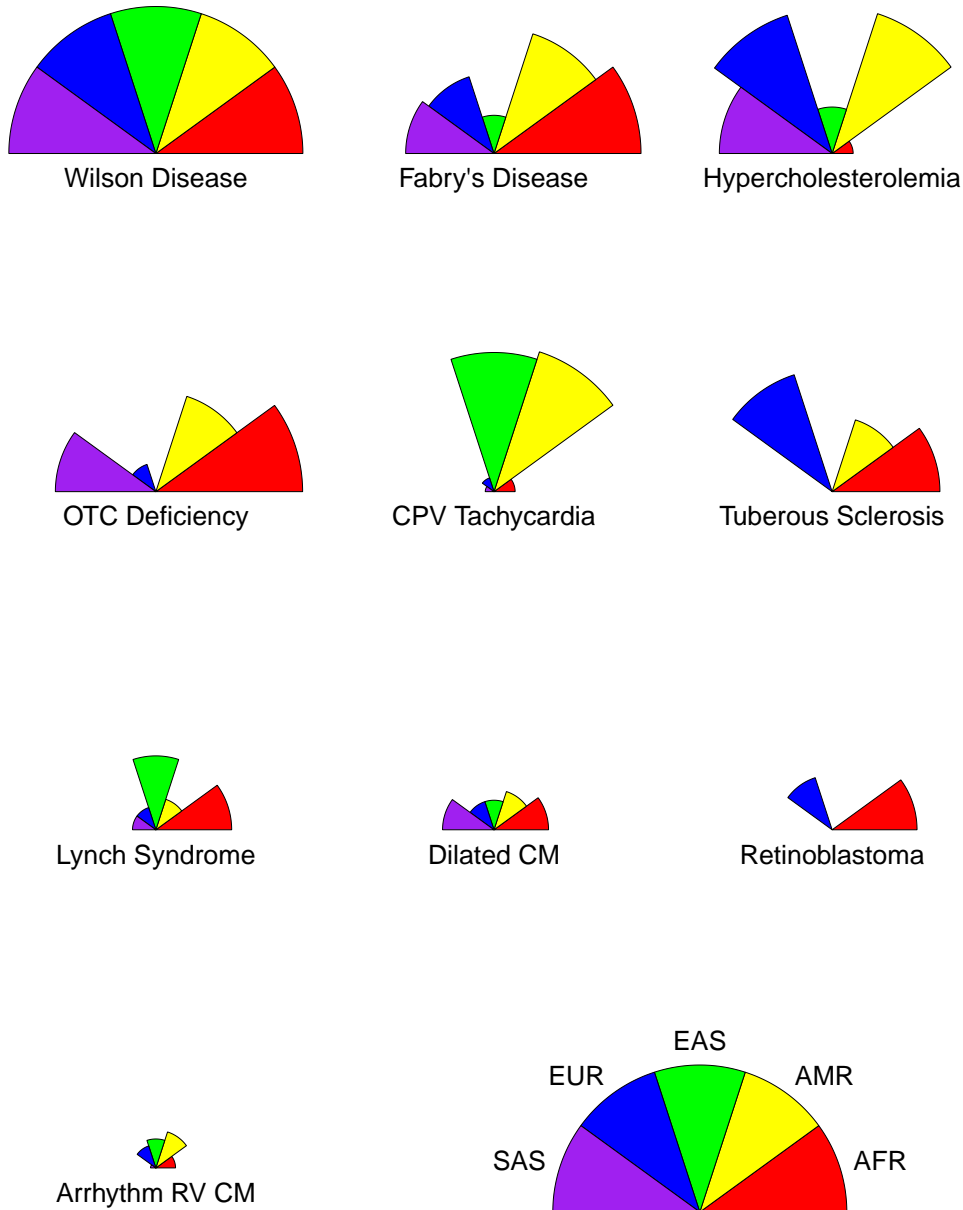 Wilson Disease
Fabry's Disease
Hypercholesterolemia
OTC Deficiency
CPV Tachycardia
Tuberous Sclerosis
Lynch Syndrome
Dilated CM
Retinoblastoma
Arrhythm RV CM
EAS
EUR
AMR
SAS
AFR